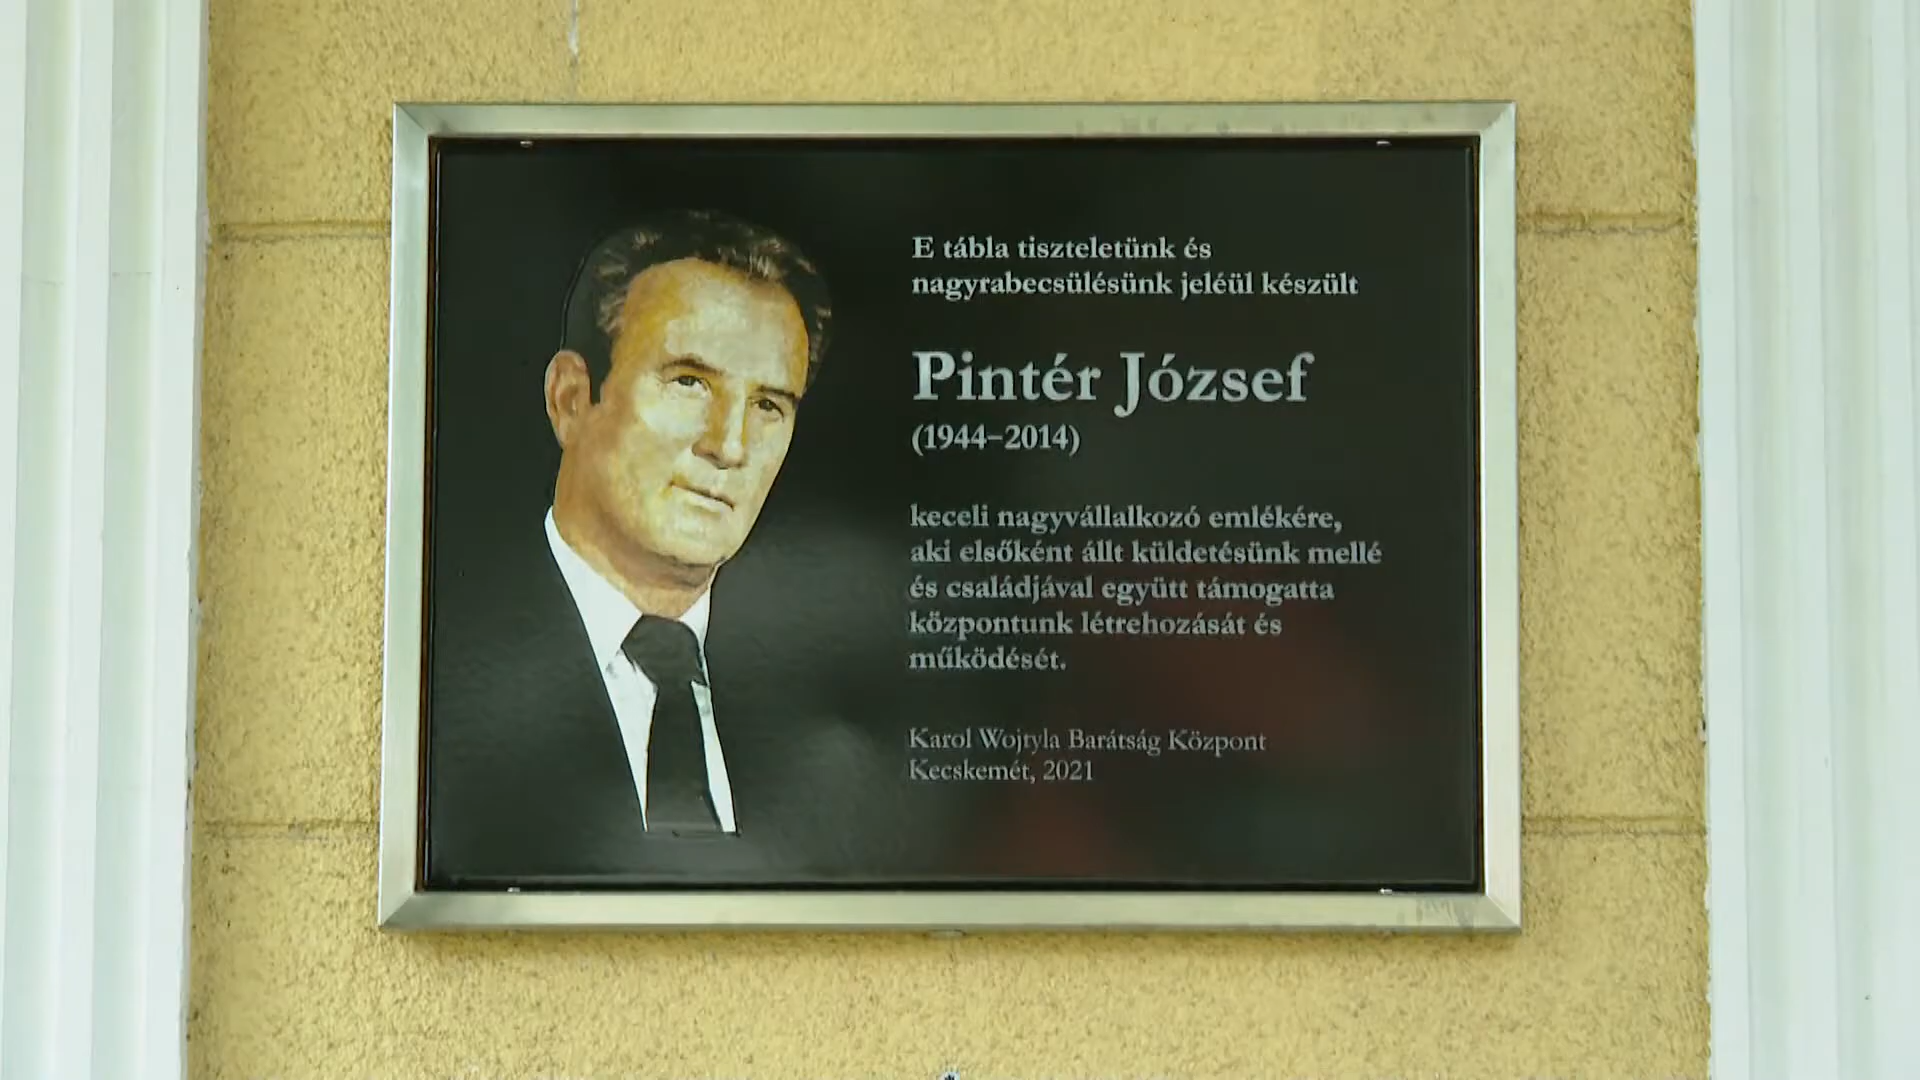 E tábla tiszteletünk és
nagyrabecsülésünk jeléül készült
Pintér József
(1944–2014)
keceli nagyvállalkozó emlékére,
aki elsőként állt küldetésünk mellé
és családjával együtt támogatta
központunk létrehozását és
működését.
Karol Wojtyla Barátság Központ
Kecskemét, 2021